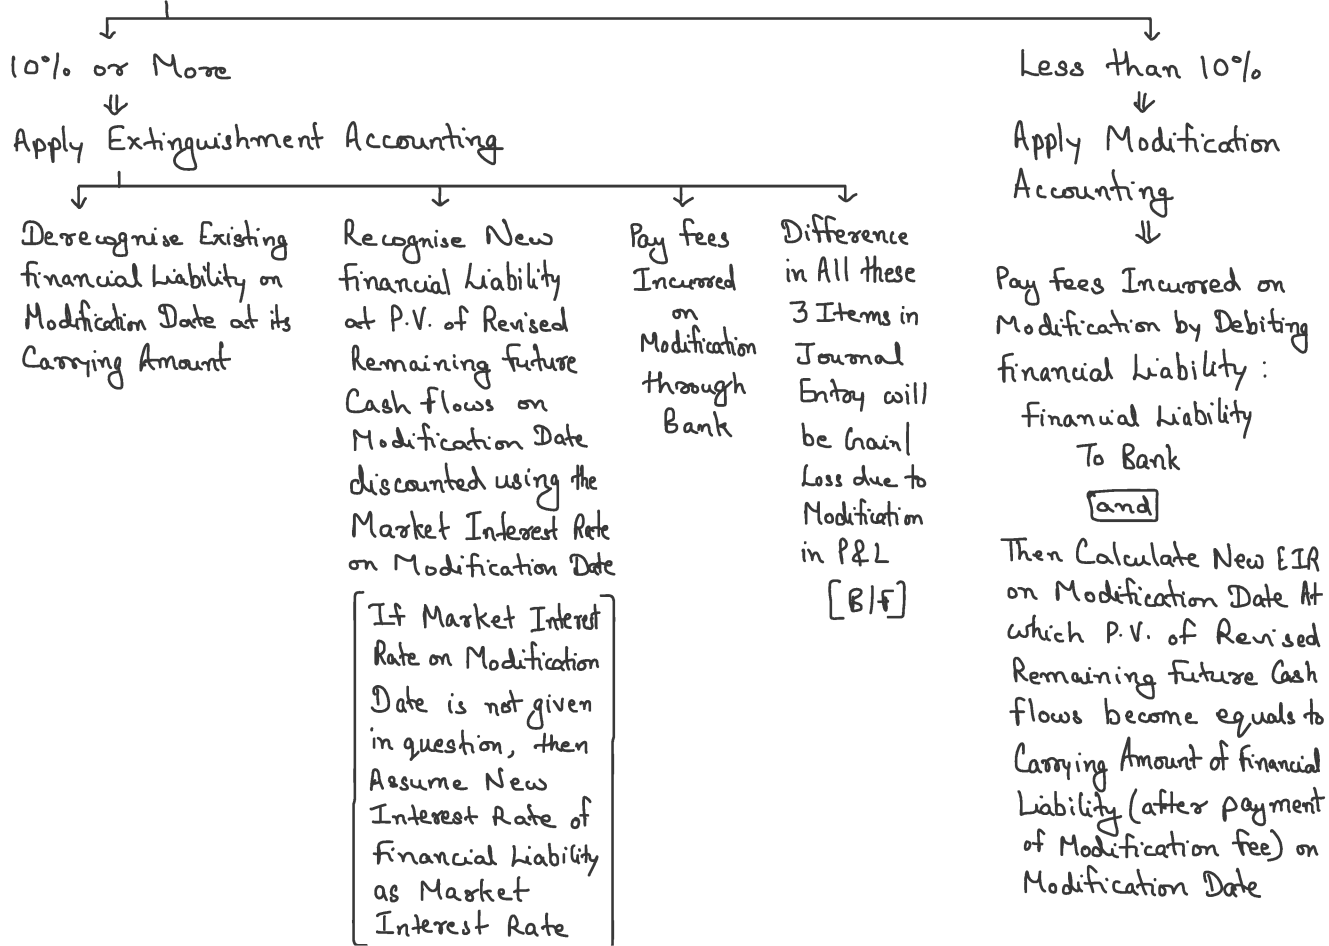 10% or More
⇓
Apply Extinguishment Accounting
Derecognise Existing
Financial Liability on
Modification Date at its
Carrying Amount
Recognise New
Financial Liability
at P.V. of Revised
Remaining Future
Cash flows on
Modification Date
discounted using the
Market Interest Rate
on Modification Date
[If Market Interest
Rate on Modification
Date is not given
in question, then
Assume New
Interest Rate of
Financial Liability
as Market
Interest Rate
Pay fees
Incurred
on
Modification
through
Bank
Difference
in All these
3 Items in
Journal
Entry will
be Gain/
Loss due to
Modification
in P&L
[B/F]
Less than 10%
⇓
Apply Modification
Accounting
⇓
Pay fees Incurred on
Modification by Debiting
Financial Liability :
Financial Liability
To Bank
and
Then Calculate New EIR
on Modification Date At
which P.V. of Revised
Remaining Future Cash
flows become equals to
Carrying Amount of Financial
Liability (after payment
of Modification fee) on
Modification Date